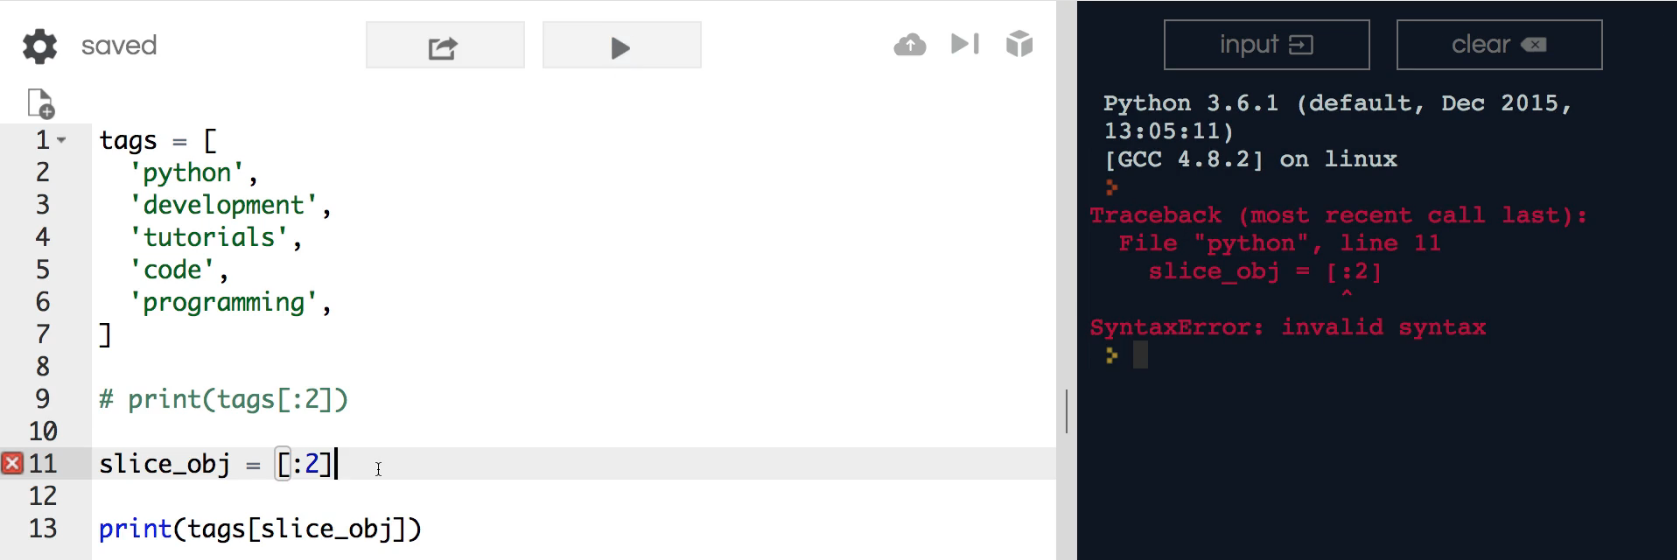 saved
1 tags = [
2 'python',
3 'development',
4 'tutorials',
5 'code',
6 'programming',
7 ]
8
9 # print(tags[:2])
10
11 slice_obj = [:2]
12
13 print(tags[slice_obj])
input
clear
Python 3.6.1 (default, Dec 2015,
13:05:11)
[GCC 4.8.2] on linux
Traceback (most recent call last):
File "python", line 11
slice_obj = [:2]
^
SyntaxError: invalid syntax